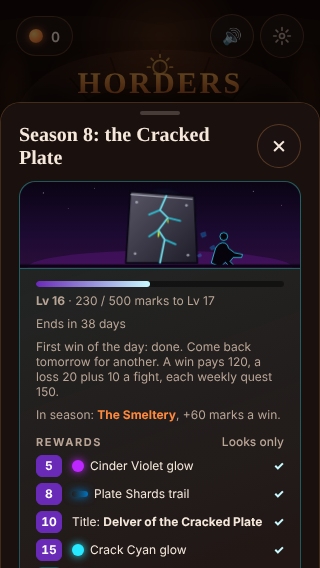 0
HORDERS
Season 8: the Cracked
Plate
Lv 16 · 230 / 500 marks to Lv 17
Ends in 38 days
First win of the day: done. Come back
tomorrow for another. A win pays 120, a
loss 20 plus 10 a fight, each weekly quest
150.
In season: The Smeltery, +60 marks a win.
REWARDS Looks only
5 Cinder Violet glow
8 Plate Shards trail
10 Title: Delver of the Cracked Plate
15 Crack Cyan glow